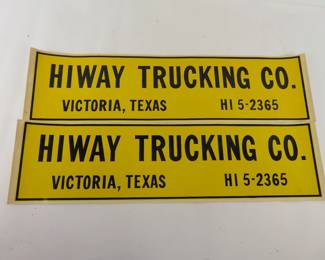 HIWAY TRUCKING CO.
VICTORIA, TEXAS HI 5-2365
HIWAY TRUCKING CO.
VICTORIA, TEXAS HI 5-2365